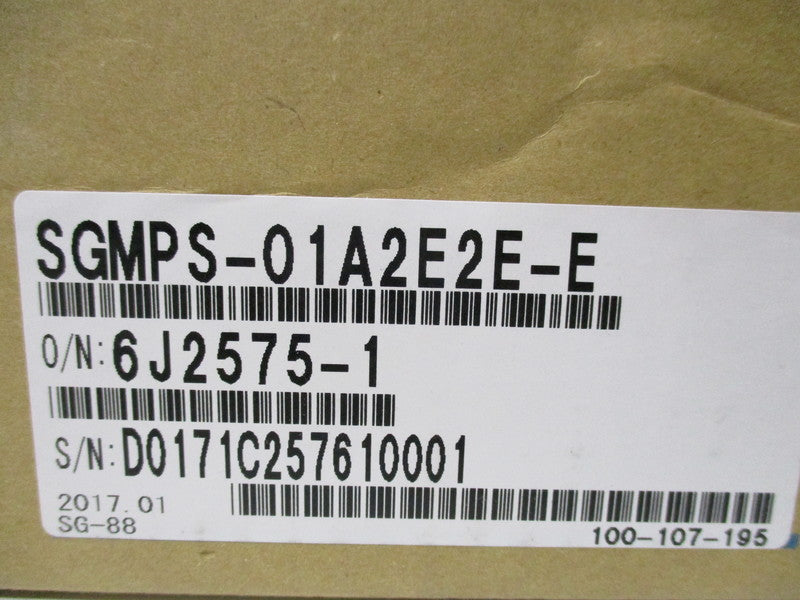 SGMPS-01A2E2E-E
O/N: 6J2575-1
S/N: D0171C257610001
2017.01
SG-88
100-107-195